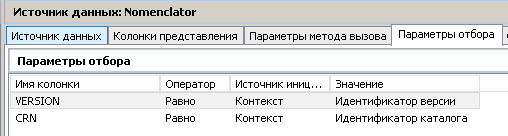 Источник данных: Nomenclator
Источник данных Колонки представления Параметры метода вызова Параметры отбора
Параметры отбора
Имя колонки Оператор Источник иниц... Значение
VERSION Равно Контекст Идентификатор версии
CRN Равно Контекст Идентификатор каталога